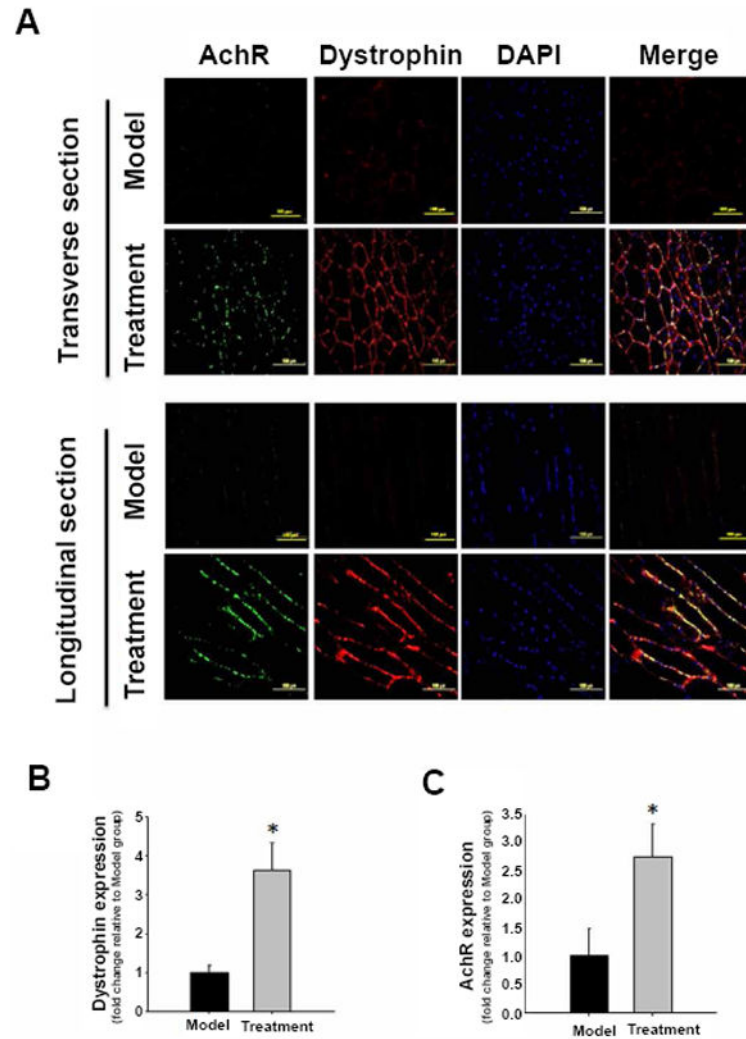 A
AchR Dystrophin DAPI Merge
Transverse section
Model
Treatment
Longitudinal section
Model
Treatment
B
Dystrophin expression
(fold change relative to Model group)
5
4
3
2
1
0
*
Model Treatment
C
AchR expression
(fold change relative to Model group)
3.5
3.0
2.5
2.0
1.5
1.0
0.5
0.0
*
Model Treatment